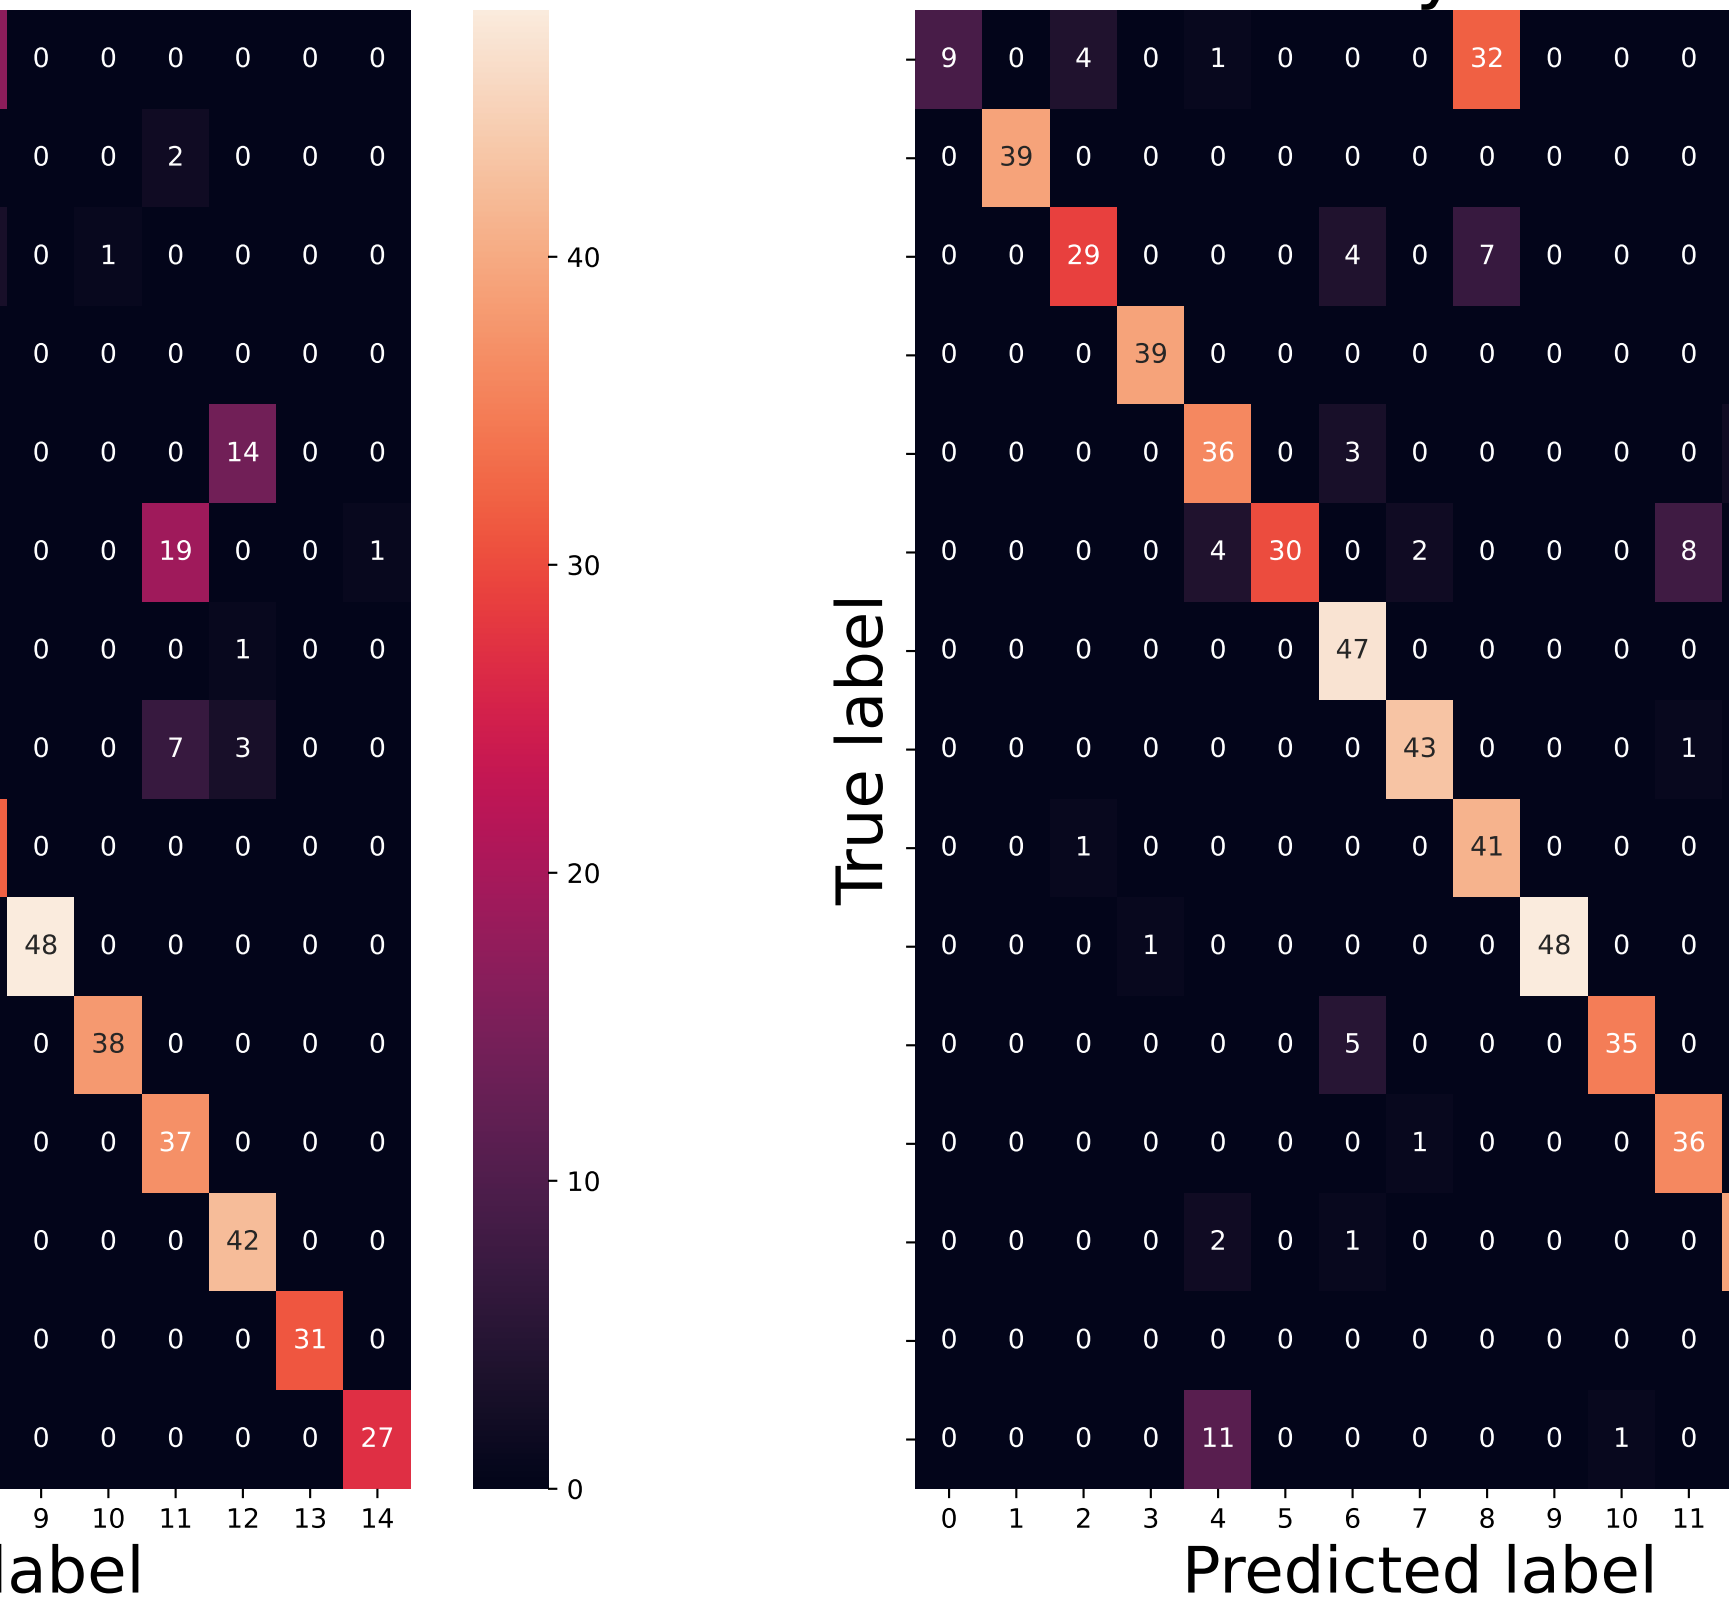 0 0 0 0 0 0
0 0 2 0 0 0
0 1 0 0 0 0
0 0 0 0 0 0
0 0 0 14 0 0
0 0 19 0 0 1
0 0 0 1 0 0
0 0 7 3 0 0
0 0 0 0 0 0
48 0 0 0 0 0
0 38 0 0 0 0
0 0 37 0 0 0
0 0 0 42 0 0
0 0 0 0 31 0
0 0 0 0 0 27
9 10 11 12 13 14
label
40
30
20
10
0
True label
9 0 4 0 1 0 0 0 32 0 0 0
0 39 0 0 0 0 0 0 0 0 0 0
0 0 29 0 0 0 4 0 7 0 0 0
0 0 0 39 0 0 0 0 0 0 0 0
0 0 0 0 36 0 3 0 0 0 0 0
0 0 0 0 4 30 0 2 0 0 0 8
0 0 0 0 0 0 47 0 0 0 0 0
0 0 0 0 0 0 0 43 0 0 0 1
0 0 1 0 0 0 0 0 41 0 0 0
0 0 0 1 0 0 0 0 0 48 0 0
0 0 0 0 0 0 5 0 0 0 35 0
0 0 0 0 0 0 0 1 0 0 0 36
0 0 0 0 2 0 1 0 0 0 0 0
0 0 0 0 0 0 0 0 0 0 0 0
0 0 0 0 11 0 0 0 0 0 1 0
0 1 2 3 4 5 6 7 8 9 10 11
Predicted label